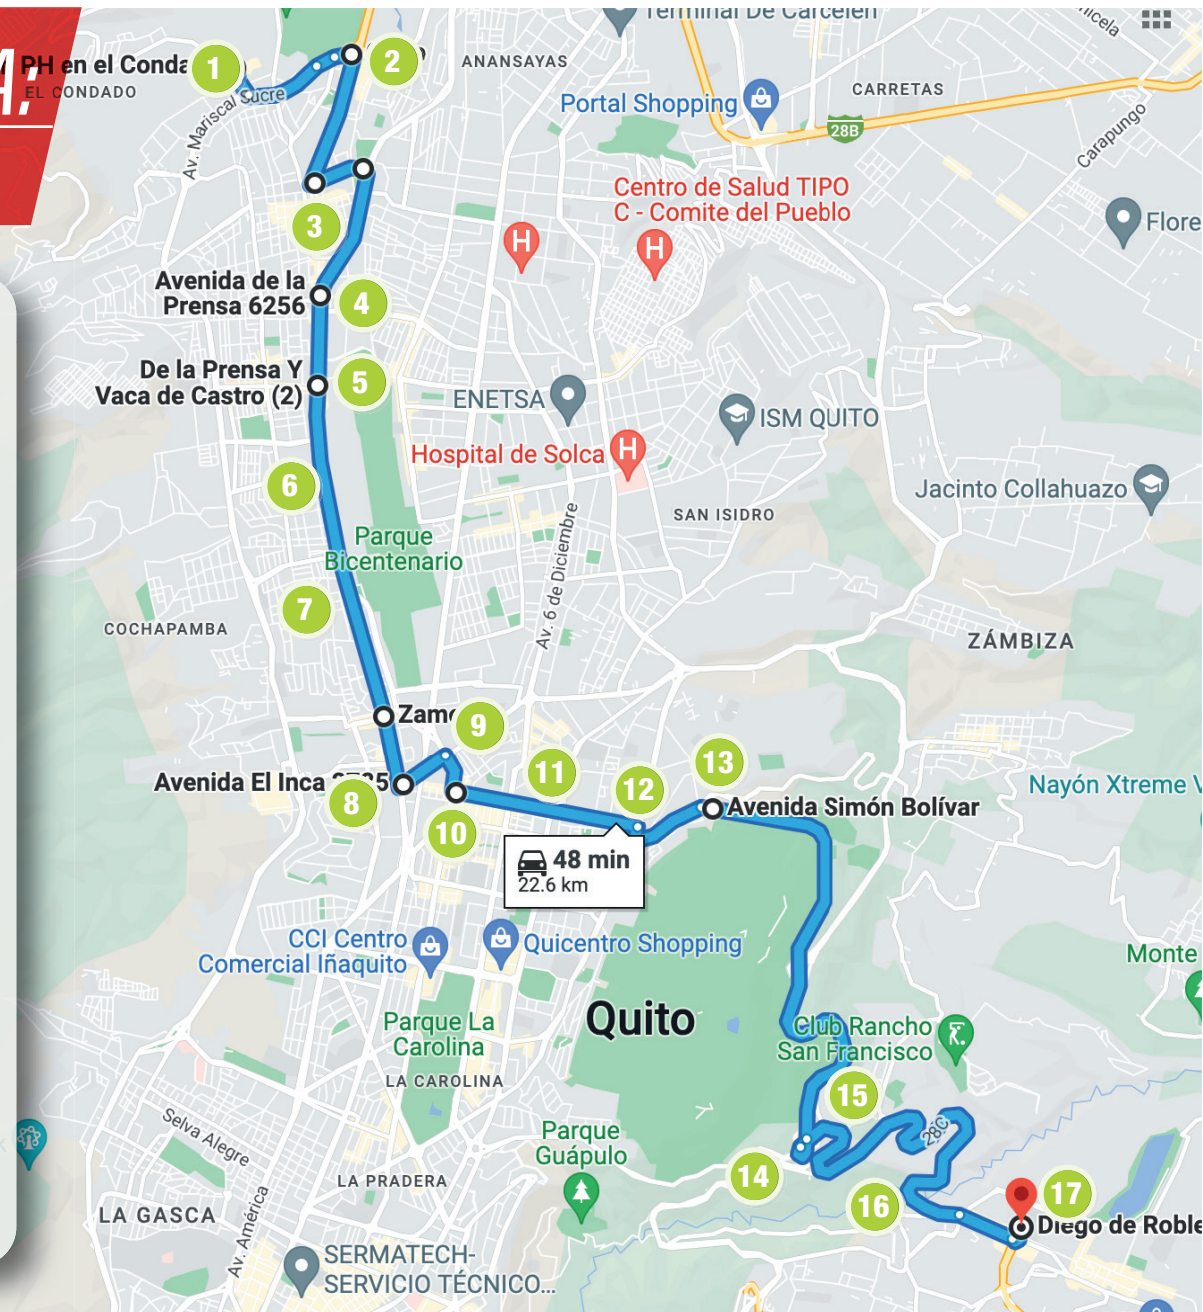 A:
PH en el Conda
EL CONDADO
1
2
Av. Mariscal Sucre
ANANSAYAS
Terminal De Carcelén
Portal Shopping
CARRETAS
28B
Carapungo
Centro de Salud TIPO
C - Comite del Pueblo
H
H
Flore
3
Avenida de la
Prensa 6256
4
De la Prensa Y
Vaca de Castro (2)
5
ENETSA
ISM QUITO
Hospital de Solca
H
Jacinto Collahuazo
6
SAN ISIDRO
Parque
Bicentenario
Av. 6 de Diciembre
7
COCHAPAMBA
ZÁMBIZA
9
Avenida El Inca
8
10
11
12
13
Nayón Xtreme V
Avenida Simón Bolívar
48 min
22.6 km
CCI Centro
Comercial Iñaquito
Quicentro Shopping
Monte
Quito
Parque La
Carolina
Club Rancho
San Francisco
LA CAROLINA
15
Selva Alegre
Parque
Guápulo
28C
14
LA PRADERA
16
17
LA GASCA
Av. América
Diego de Roble
SERMATECH-
SERVICIO TÉCNICO...